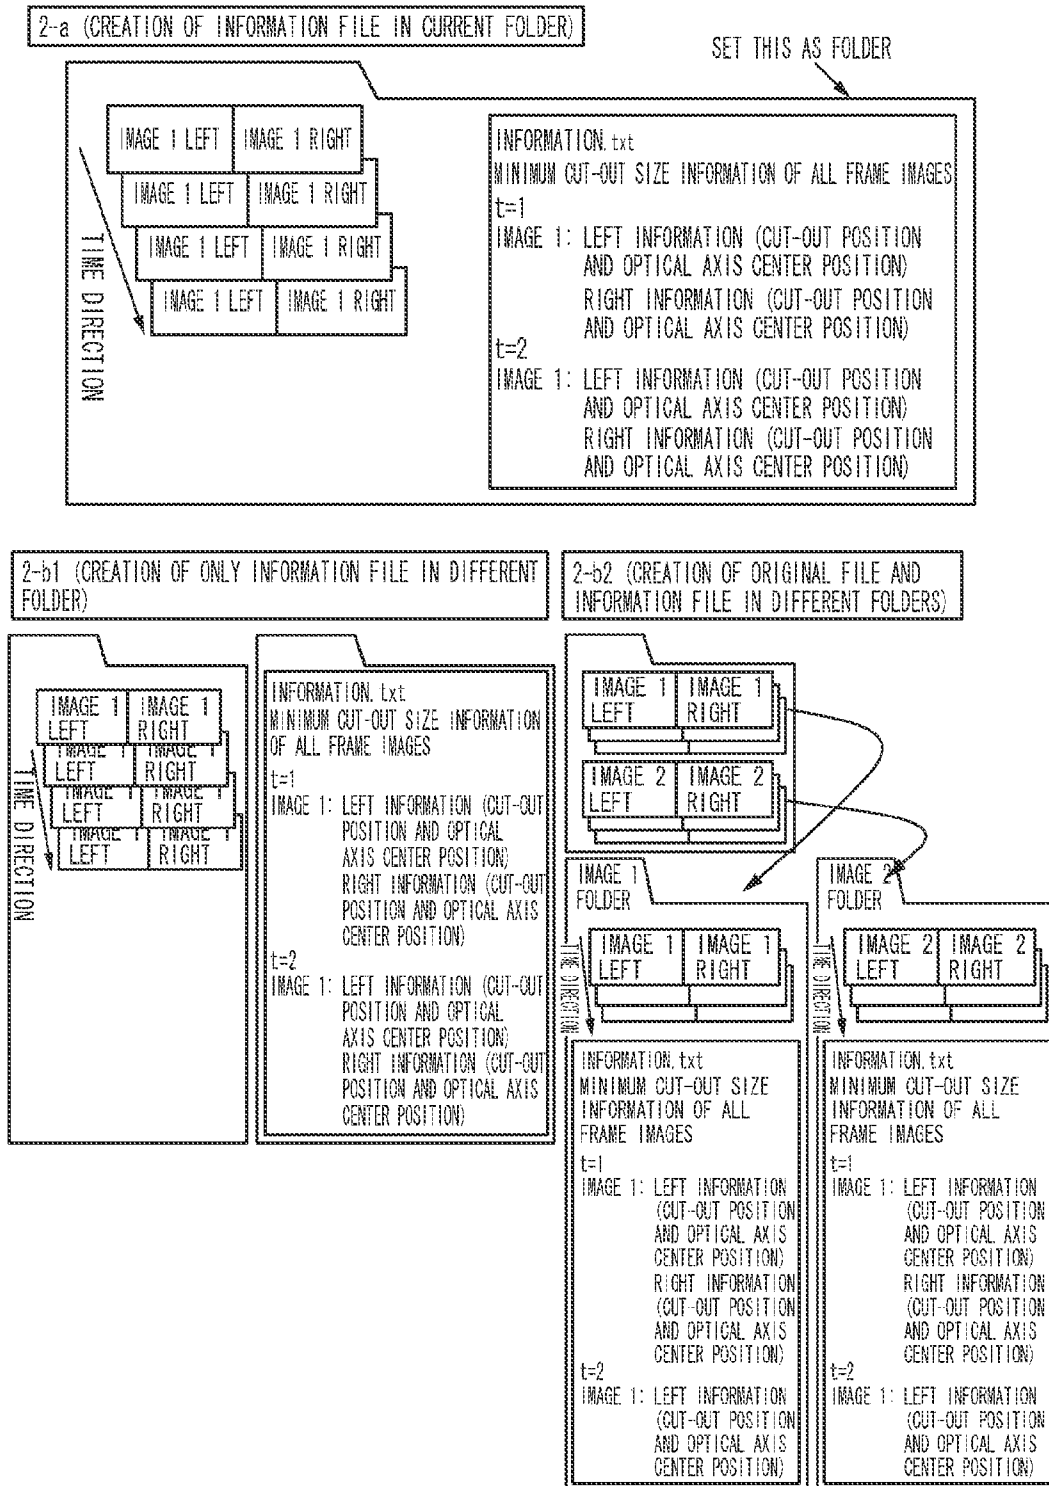 2-a (CREATION OF INFORMATION FILE IN CURRENT FOLDER)
SET THIS AS FOLDER
IMAGE 1 LEFT IMAGE 1 RIGHT
IMAGE 1 LEFT IMAGE 1 RIGHT
IMAGE 1 LEFT IMAGE 1 RIGHT
IMAGE 1 LEFT IMAGE 1 RIGHT
TIME DIRECTION
INFORMATION.txt
MINIMUM CUT-OUT SIZE INFORMATION OF ALL FRAME IMAGES
t=1
IMAGE 1: LEFT INFORMATION (CUT-OUT POSITION
AND OPTICAL AXIS CENTER POSITION)
RIGHT INFORMATION (CUT-OUT POSITION
AND OPTICAL AXIS CENTER POSITION)
t=2
IMAGE 1: LEFT INFORMATION (CUT-OUT POSITION
AND OPTICAL AXIS CENTER POSITION)
RIGHT INFORMATION (CUT-OUT POSITION
AND OPTICAL AXIS CENTER POSITION)
2-b1 (CREATION OF ONLY INFORMATION FILE IN DIFFERENT
FOLDER)
IMAGE 1 IMAGE 1
LEFT RIGHT
IMAGE 1 IMAGE 1
LEFT RIGHT
IMAGE 1 IMAGE 1
LEFT RIGHT
IMAGE 1 IMAGE 1
LEFT RIGHT
TIME DIRECTION
INFORMATION.txt
MINIMUM CUT-OUT SIZE INFORMATION
OF ALL FRAME IMAGES
t=1
IMAGE 1: LEFT INFORMATION (CUT-OUT
POSITION AND OPTICAL
AXIS CENTER POSITION)
RIGHT INFORMATION (CUT-OUT
POSITION AND OPTICAL AXIS
CENTER POSITION)
t=2
IMAGE 1: LEFT INFORMATION (CUT-OUT
POSITION AND OPTICAL
AXIS CENTER POSITION)
RIGHT INFORMATION (CUT-OUT
POSITION AND OPTICAL AXIS
CENTER POSITION)
2-b2 (CREATION OF ORIGINAL FILE AND
INFORMATION FILE IN DIFFERENT FOLDERS)
IMAGE 1 IMAGE 1
LEFT RIGHT
IMAGE 2 IMAGE 2
LEFT RIGHT
IMAGE 1
FOLDER
IMAGE 1 IMAGE 1
LEFT RIGHT
TIME DIRECTION
INFORMATION.txt
MINIMUM CUT-OUT SIZE
INFORMATION OF ALL
FRAME IMAGES
t=1
IMAGE 1: LEFT INFORMATION
(CUT-OUT POSITION
AND OPTICAL AXIS
CENTER POSITION)
RIGHT INFORMATION
(CUT-OUT POSITION
AND OPTICAL AXIS
CENTER POSITION)
t=2
IMAGE 1: LEFT INFORMATION
(CUT-OUT POSITION
AND OPTICAL AXIS
CENTER POSITION)
IMAGE 2
FOLDER
IMAGE 2 IMAGE 2
LEFT RIGHT
TIME DIRECTION
INFORMATION.txt
MINIMUM CUT-OUT SIZE
INFORMATION OF ALL
FRAME IMAGES
t=1
IMAGE 1: LEFT INFORMATION
(CUT-OUT POSITION
AND OPTICAL AXIS
CENTER POSITION)
RIGHT INFORMATION
(CUT-OUT POSITION
AND OPTICAL AXIS
CENTER POSITION)
t=2
IMAGE 1: LEFT INFORMATION
(CUT-OUT POSITION
AND OPTICAL AXIS
CENTER POSITION)